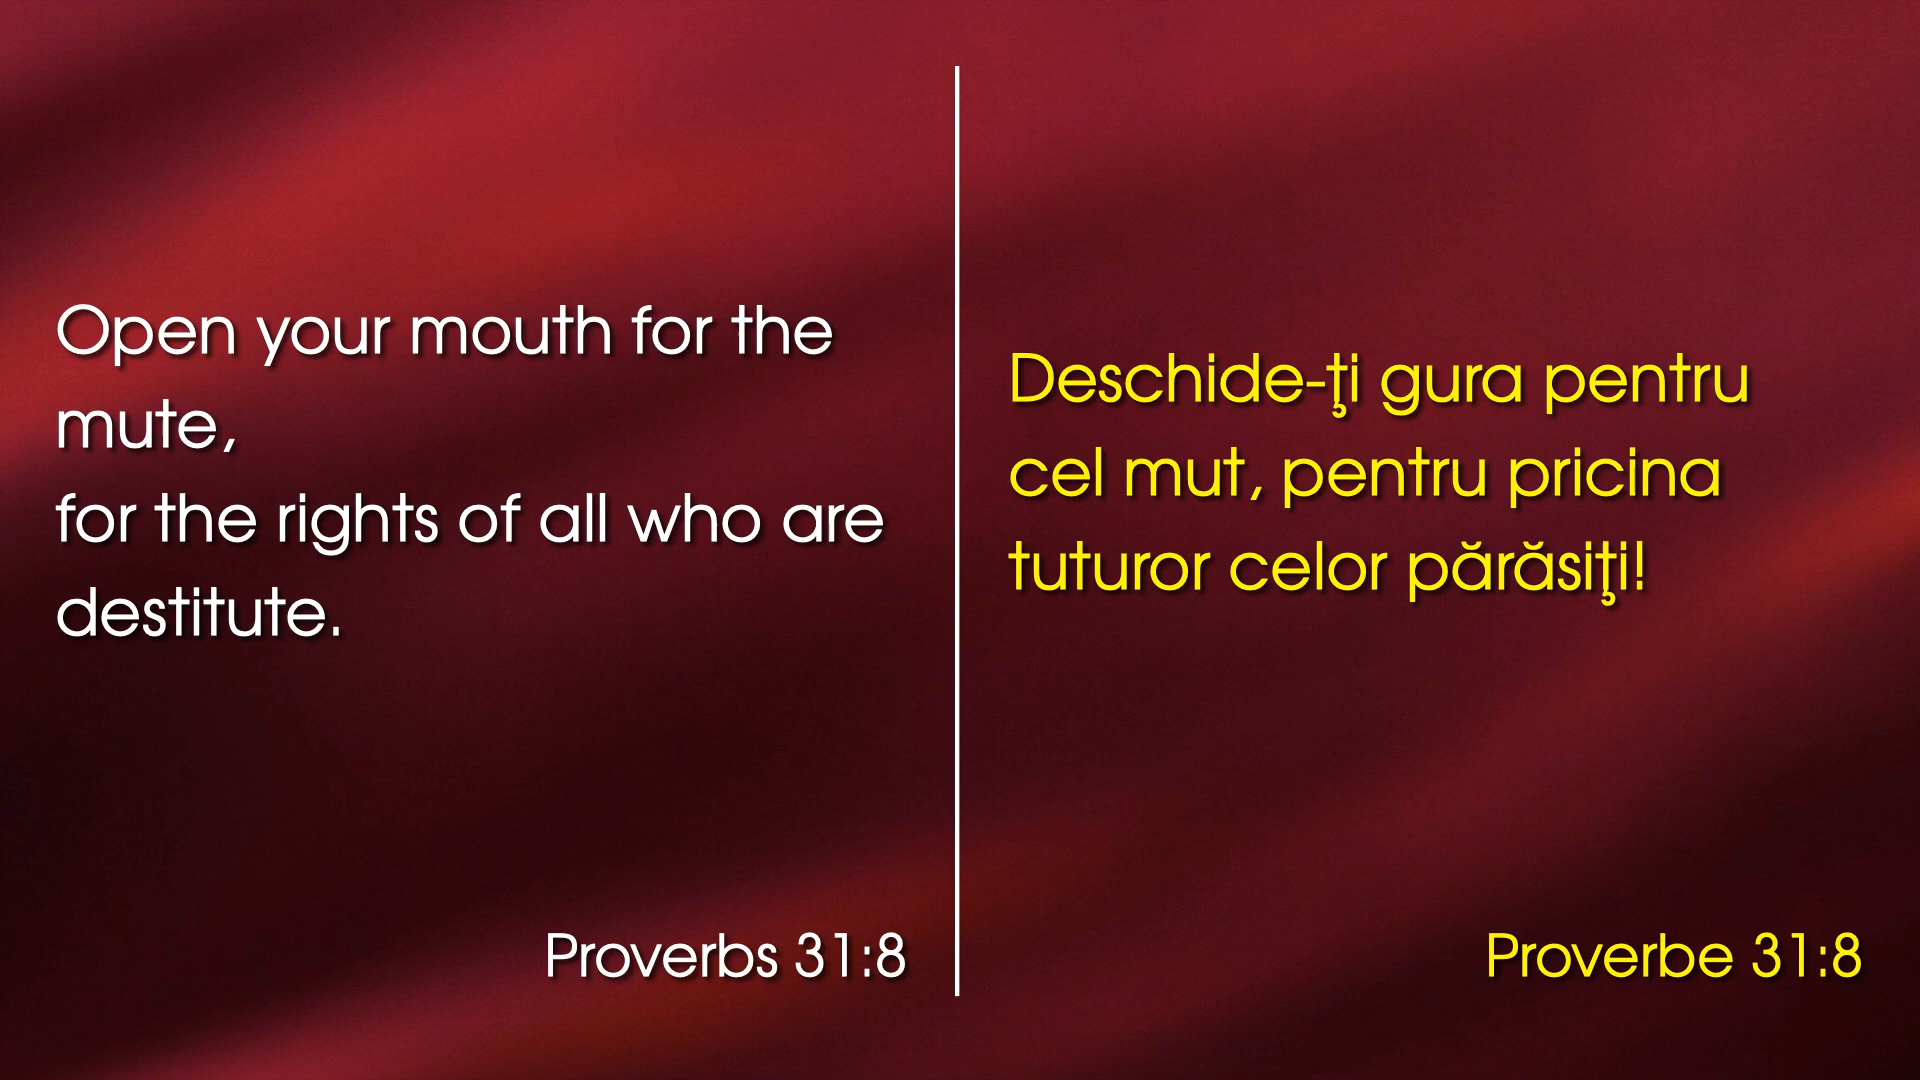 Open your mouth for the
mute,
for the rights of all who are
destitute.
Proverbs 31:8
Deschide-ţi gura pentru
cel mut, pentru pricina
tuturor celor părăsiţi!
Proverbe 31:8